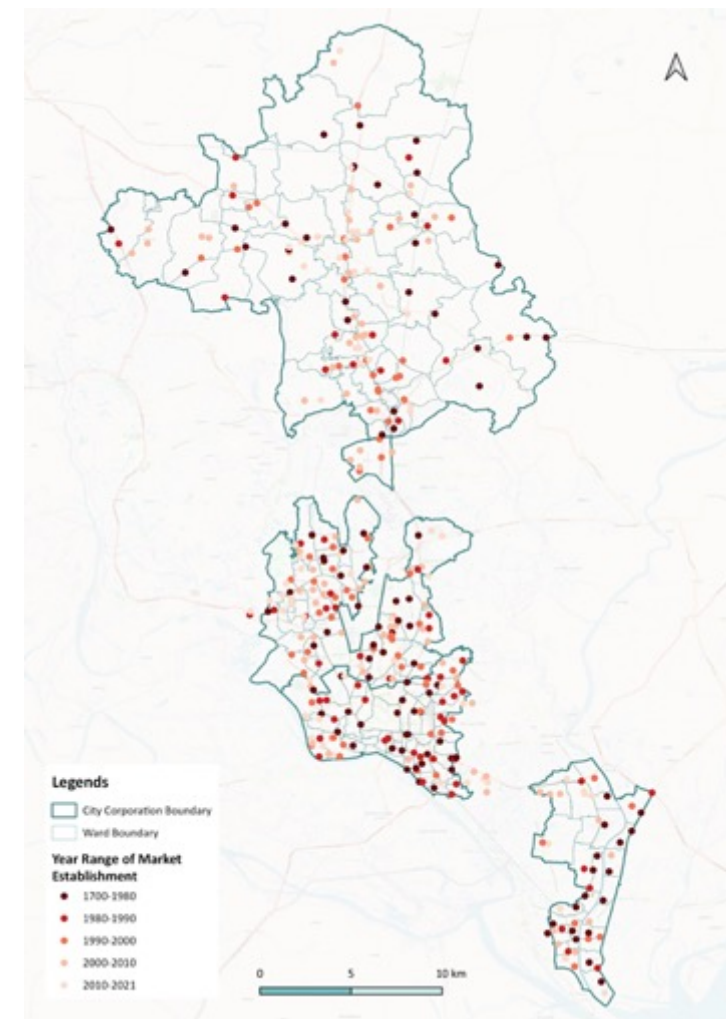 Legends
City Corporation Boundary
Ward Boundary
Year Range of Market
Establishment
1700-1980
1980-1990
1990-2000
2000-2010
2010-2021
0 5 10 km